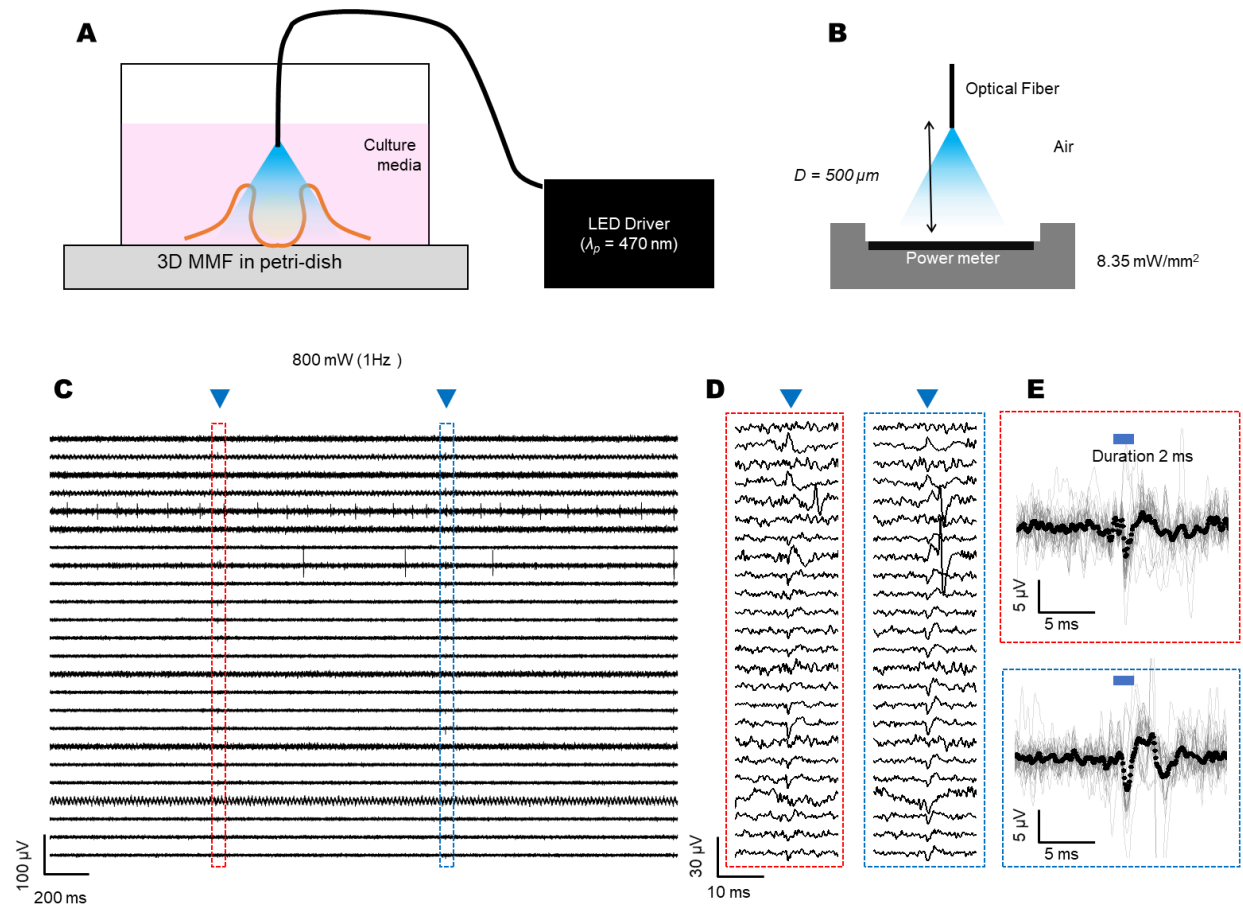 A
Culture
media
LED Driver
(λp = 470 nm)
3D MMF in petri-dish
B
Optical Fiber
Air
D = 500 µm
Power meter
8.35 mW/mm²
800 mW (1Hz )
C
100 µV
200 ms
D
30 µV
10 ms
E
Duration 2 ms
5 µV
5 ms
5 µV
5 ms